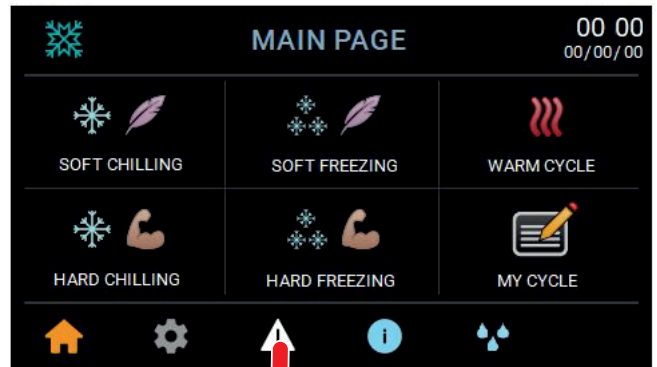 MAIN PAGE
00 00
00/00/00
SOFT CHILLING
SOFT FREEZING
WARM CYCLE
HARD CHILLING
HARD FREEZING
MY CYCLE
i